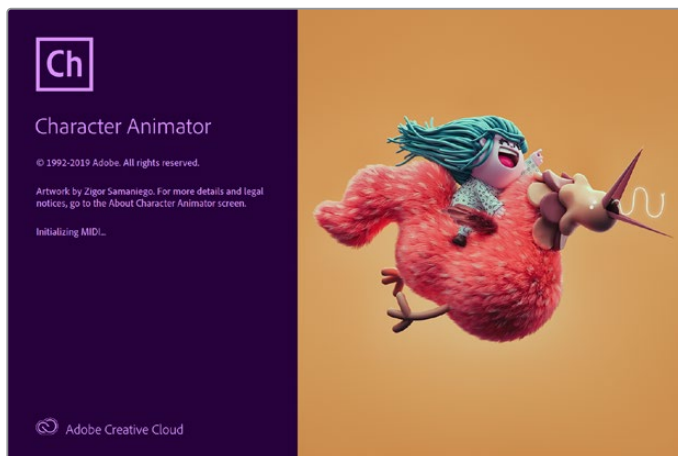 Ch
Character Animator
© 1992-2019 Adobe. All rights reserved.
Artwork by Zigor Samaniego. For more details and legal
notices, go to the About Character Animator screen.
Initializing MIDI...
Adobe Creative Cloud